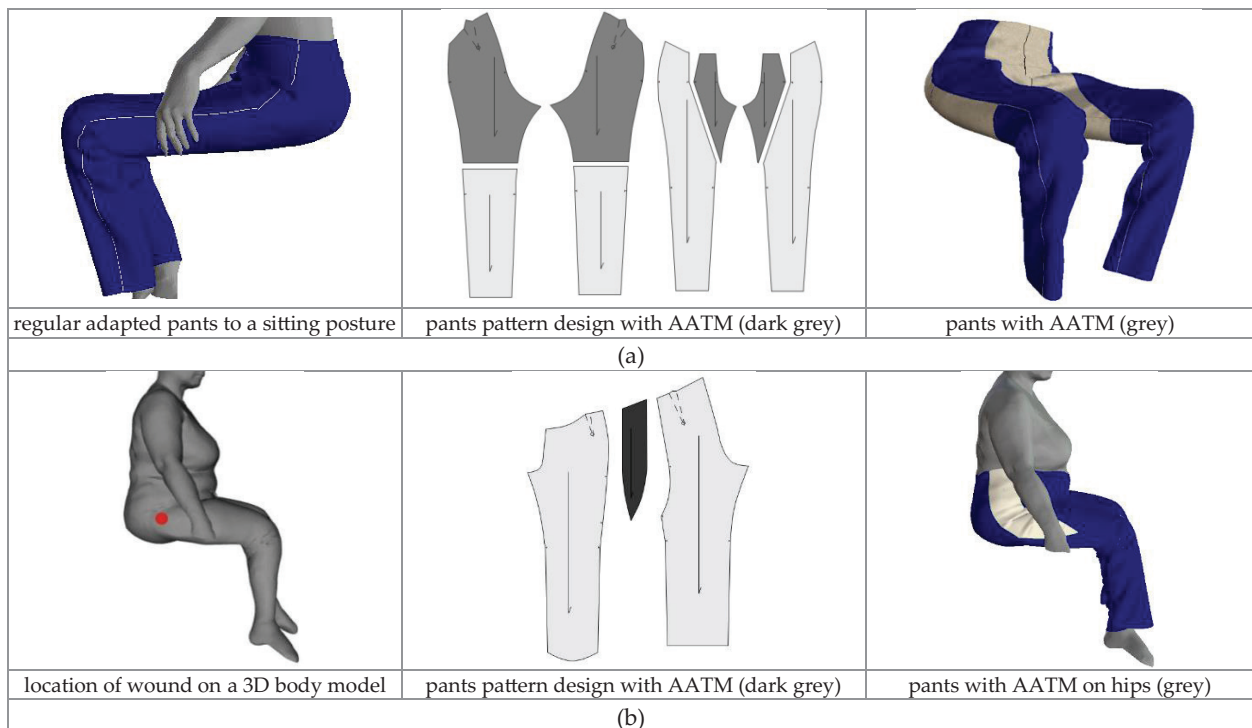 regular adapted pants to a sitting posture
pants pattern design with AATM (dark grey)
pants with AATM (grey)
(a)
location of wound on a 3D body model
pants pattern design with AATM (dark grey)
pants with AATM on hips (grey)
(b)